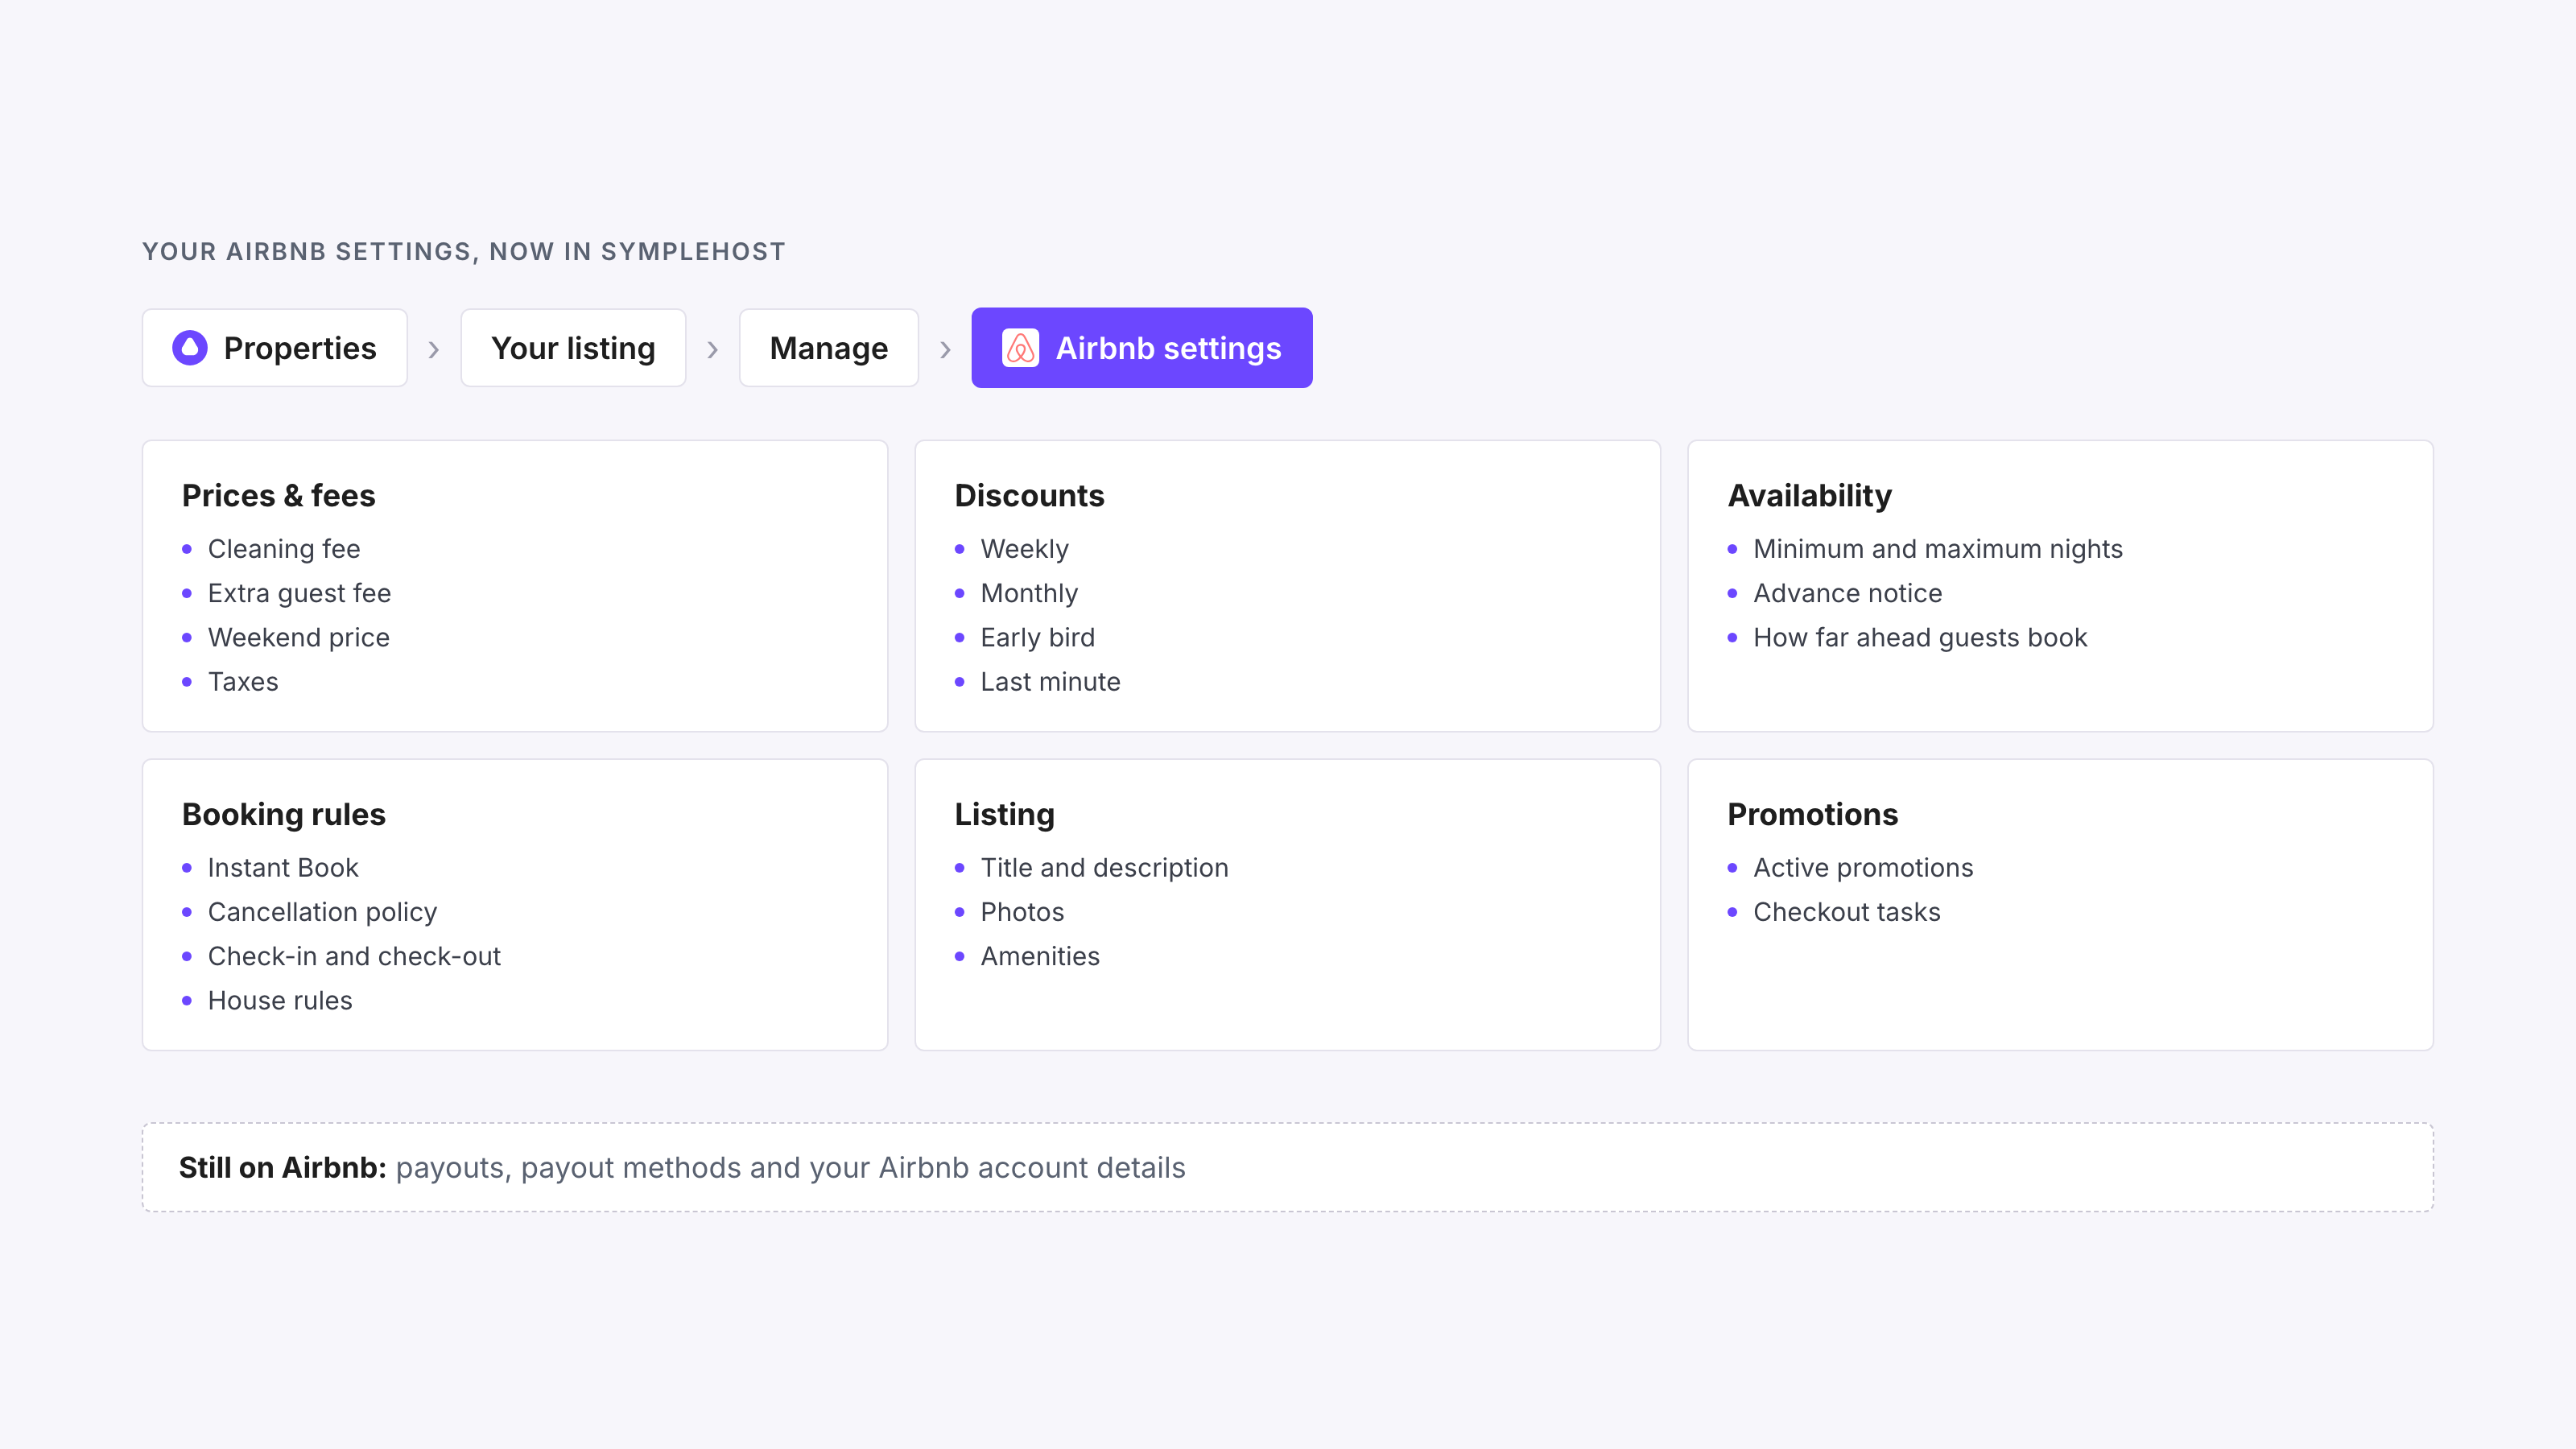 YOUR AIRBNB SETTINGS, NOW IN SYMPLEHOST
Properties › Your listing › Manage › Airbnb settings
Prices & fees
Cleaning fee
Extra guest fee
Weekend price
Taxes
Discounts
Weekly
Monthly
Early bird
Last minute
Availability
Minimum and maximum nights
Advance notice
How far ahead guests book
Booking rules
Instant Book
Cancellation policy
Check-in and check-out
House rules
Listing
Title and description
Photos
Amenities
Promotions
Active promotions
Checkout tasks
Still on Airbnb: payouts, payout methods and your Airbnb account details